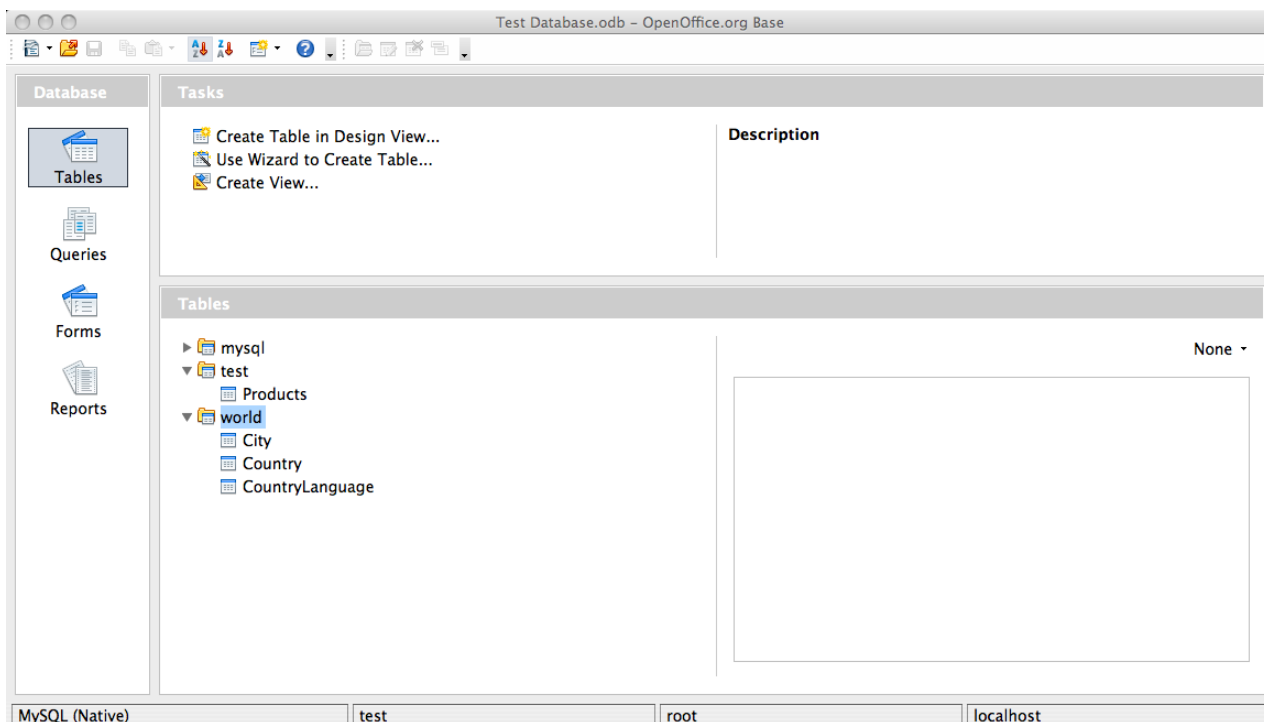 Test Database.odb – OpenOffice.org Base
Database
Tables
Queries
Forms
Reports
Tasks
Create Table in Design View...
Use Wizard to Create Table...
Create View...
Description
Tables
mysql
test
Products
world
City
Country
CountryLanguage
None
MySQL (Native)
test
root
localhost